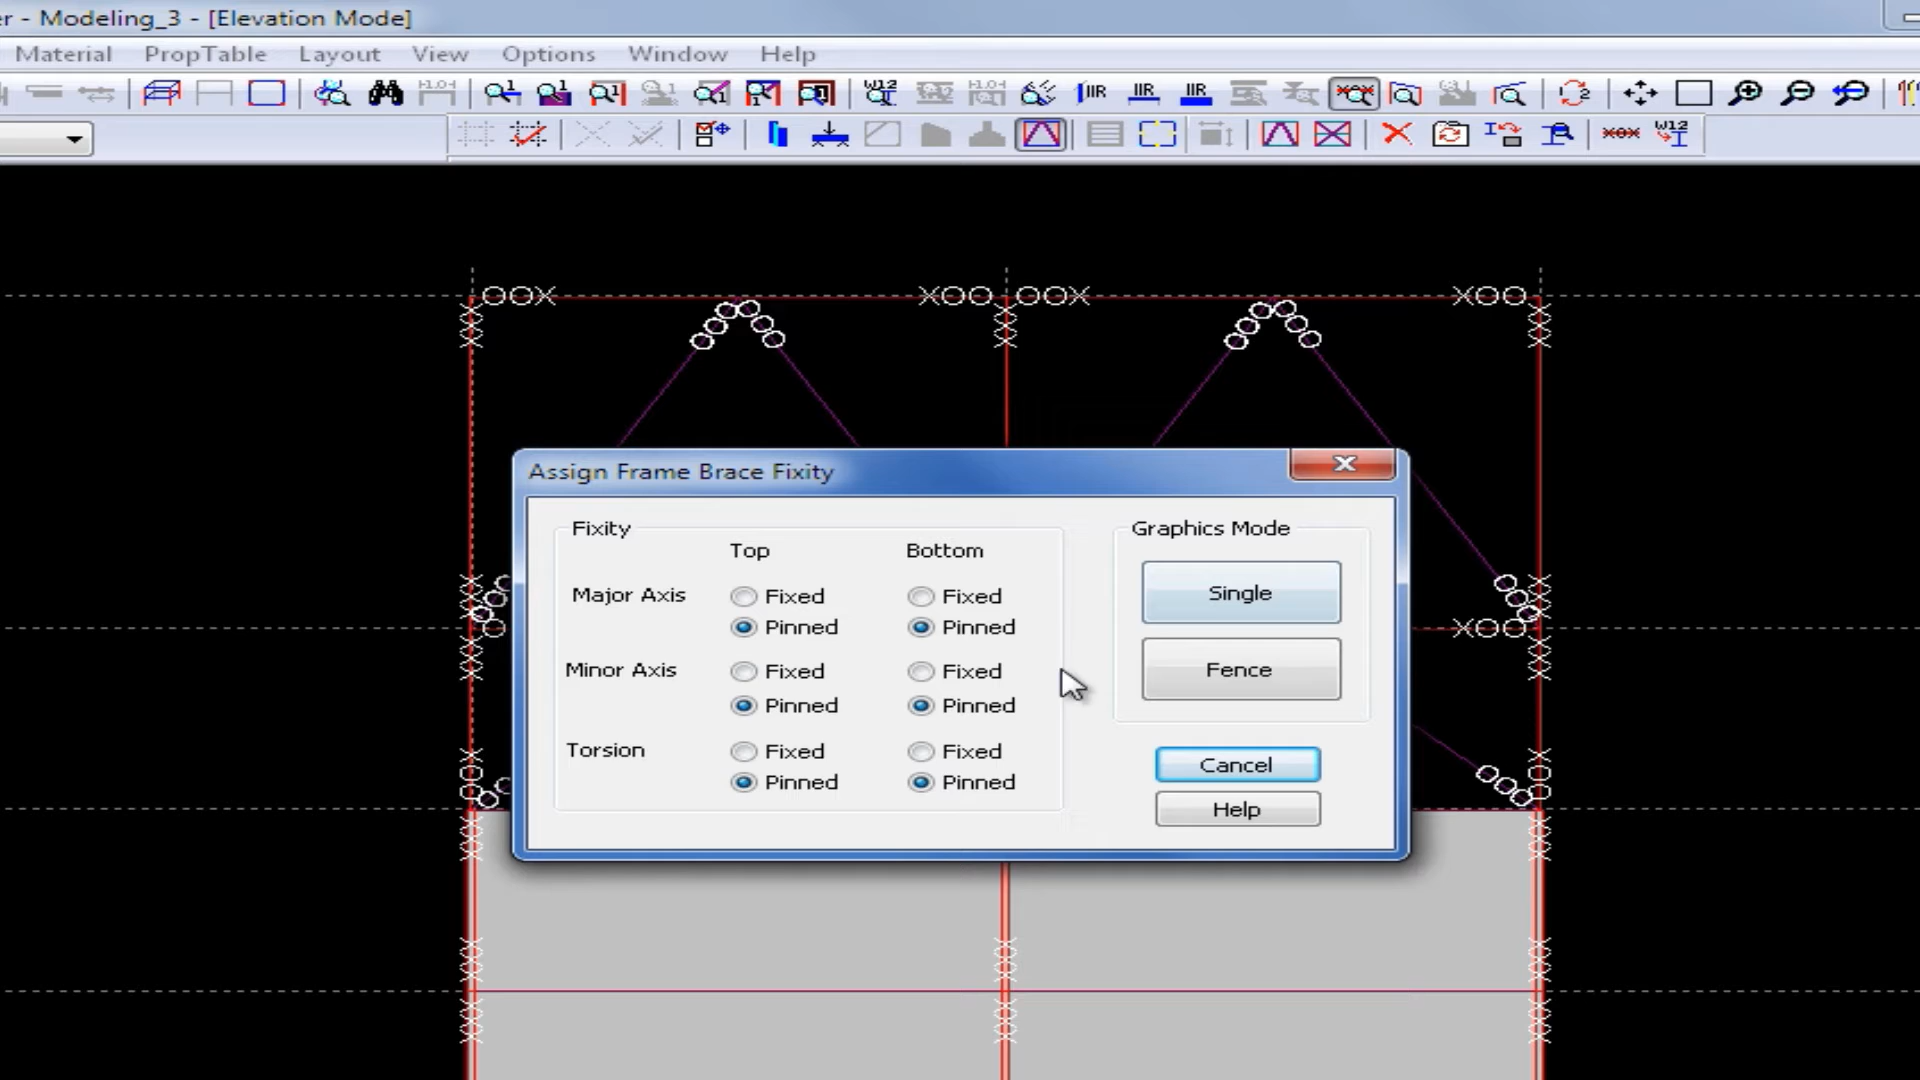 er - Modeling_3 - [Elevation Mode]
Material PropTable Layout View Options Window Help
Assign Frame Brace Fixity
Fixity
Top Bottom
Graphics Mode
Major Axis
Fixed Fixed
Pinned Pinned
Single
Minor Axis
Fixed Fixed
Pinned Pinned
Fence
Torsion
Fixed Fixed
Pinned Pinned
Cancel
Help